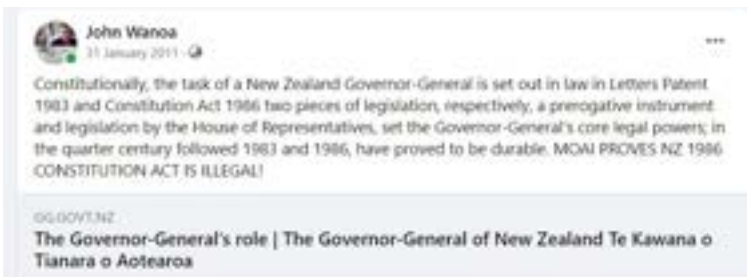 John Wanoa
31 January 2011 ·
Constitutionally, the task of a New Zealand Governor-General is set out in law in Letters Patent
1983 and Constitution Act 1986 two pieces of legislation, respectively, a prerogative instrument
and legislation by the House of Representatives, set the Governor-General's core legal powers; in
the quarter century followed 1983 and 1986, have proved to be durable. MOAI PROVES NZ 1986
CONSTITUTION ACT IS ILLEGAL!
GG.GOVT.NZ
The Governor-General's role | The Governor-General of New Zealand Te Kawana o
Tianara o Aotearoa